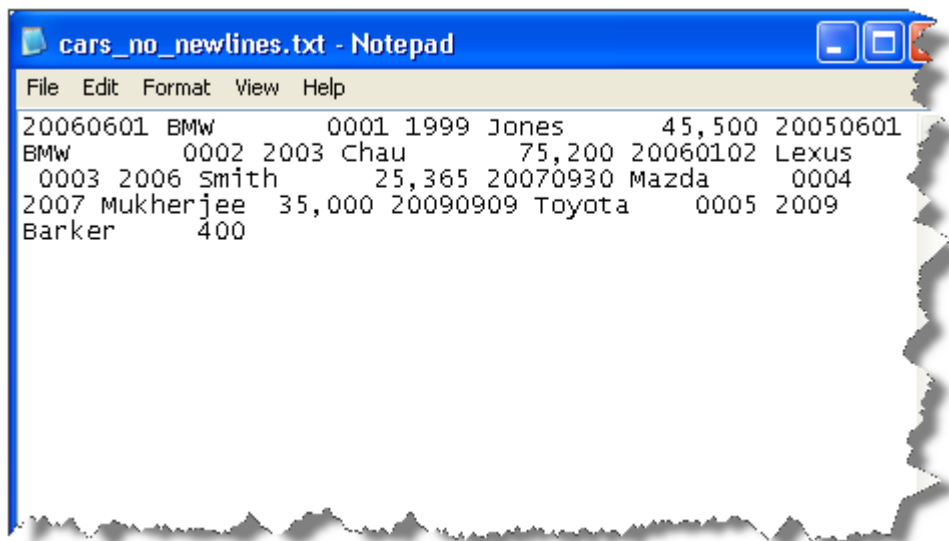 cars_no_newlines.txt - Notepad
File Edit Format View Help
20060601 BMW 0001 1999 Jones 45,500 20050601
BMW 0002 2003 Chau 75,200 20060102 Lexus
0003 2006 Smith 25,365 20070930 Mazda 0004
2007 Mukherjee 35,000 20090909 Toyota 0005 2009
Barker 400